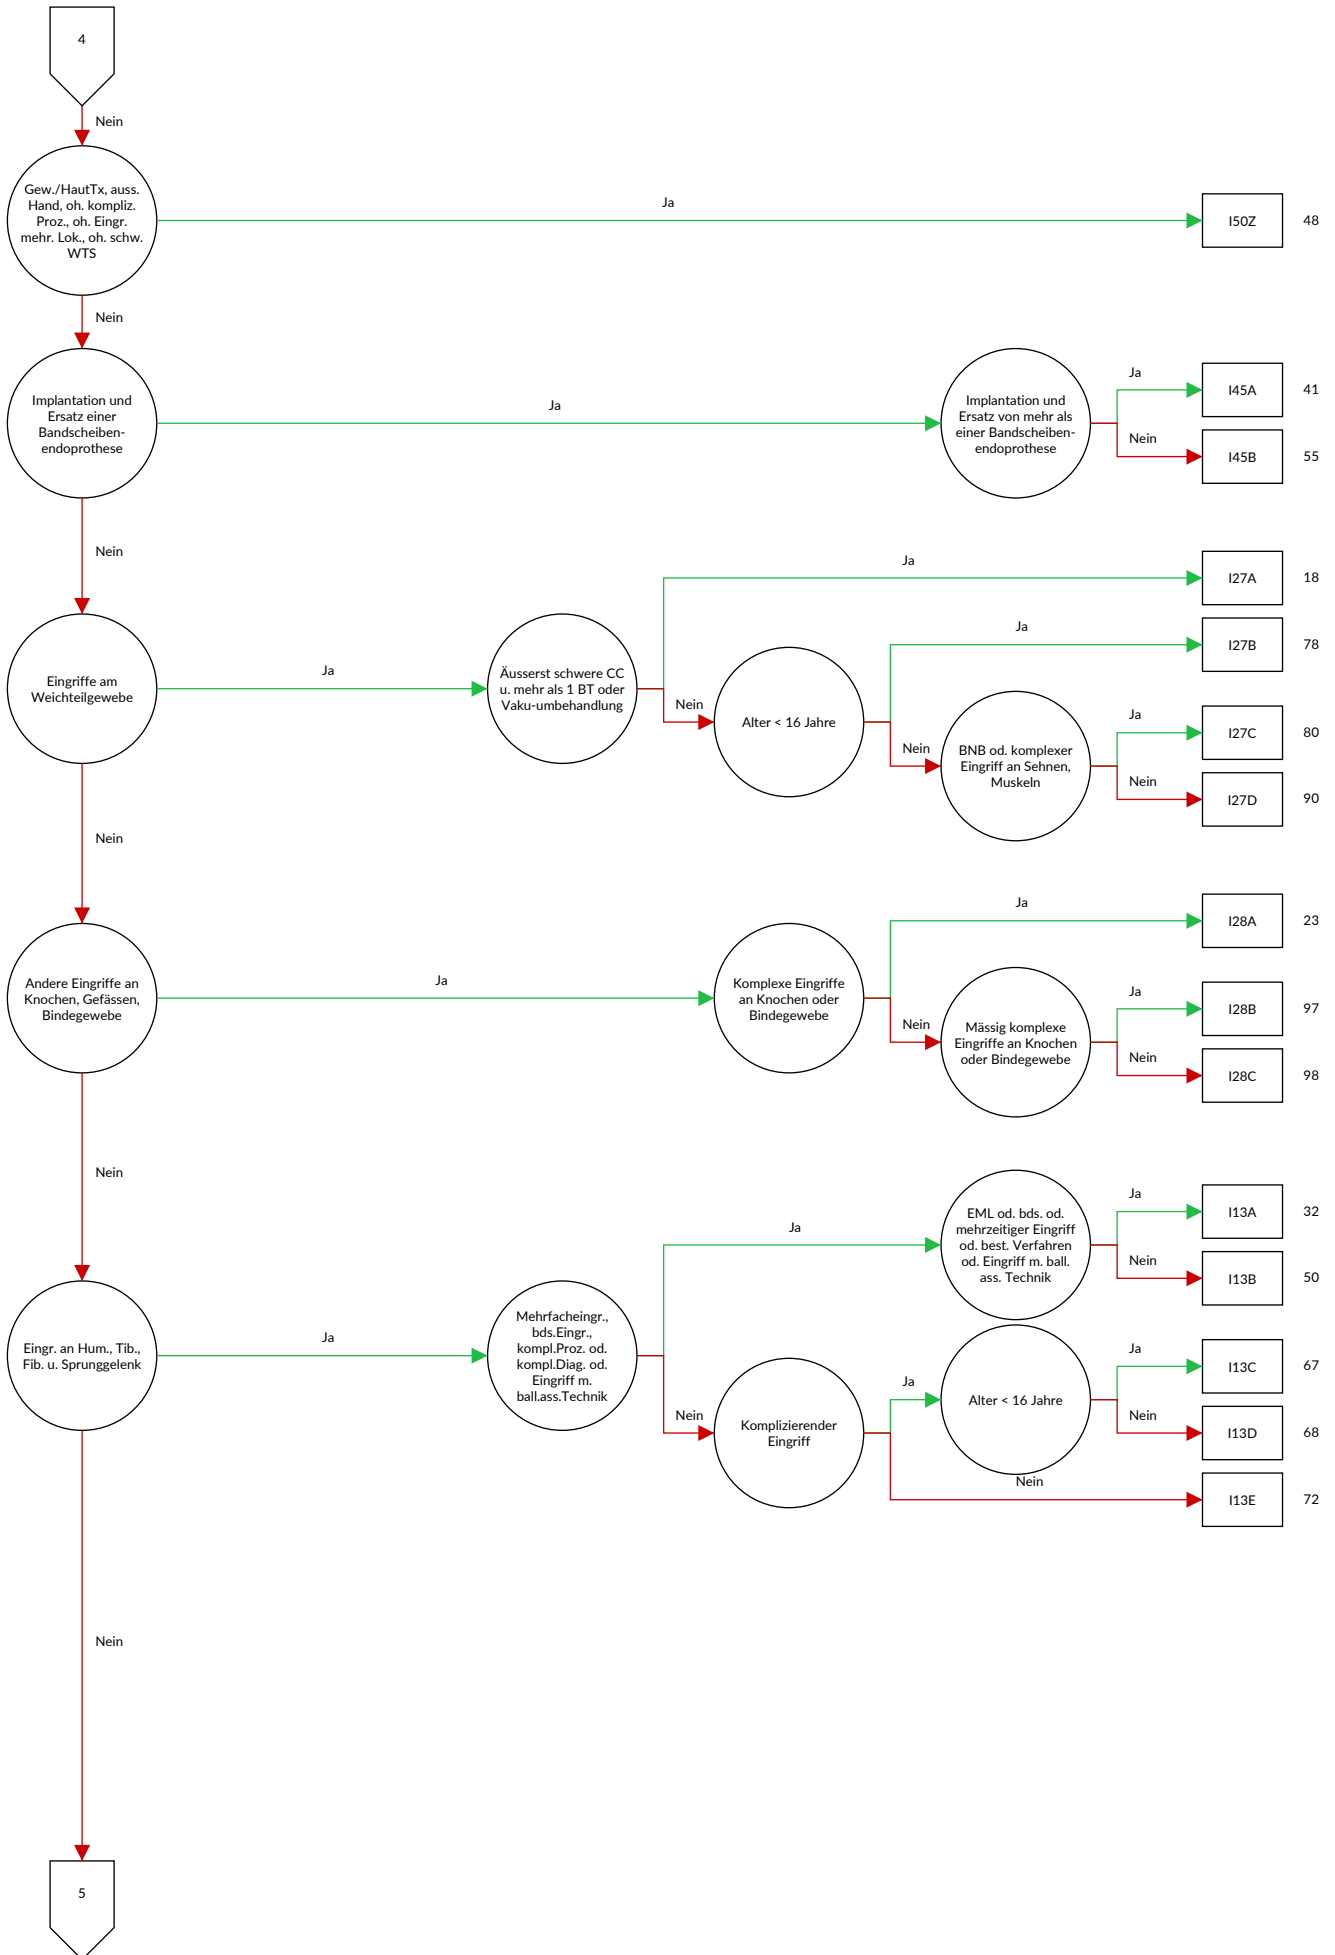 4
Nein
Gew./HautTx, auss.
Hand, oh. kompliz.
Proz., oh. Eingr.
mehr. Lok., oh. schw.
WTS
Ja
I50Z
48
Nein
Implantation und
Ersatz einer
Bandscheiben-
endoprothese
Ja
Implantation und
Ersatz von mehr als
einer Bandscheiben-
endoprothese
Ja
I45A
41
Nein
I45B
55
Nein
Eingriffe am
Weichteilgewebe
Ja
Äusserst schwere CC
u. mehr als 1 BT oder
Vaku-umbehandlung
Ja
I27A
18
Nein
Alter < 16 Jahre
Ja
I27B
78
Nein
BNB od. komplexer
Eingriff an Sehnen,
Muskeln
Ja
I27C
80
Nein
I27D
90
Nein
Andere Eingriffe an
Knochen, Gefässen,
Bindegewebe
Ja
Komplexe Eingriffe
an Knochen oder
Bindegewebe
Ja
I28A
23
Nein
Mässig komplexe
Eingriffe an Knochen
oder Bindegewebe
Ja
I28B
97
Nein
I28C
98
Nein
Eingr. an Hum., Tib.,
Fib. u. Sprunggelenk
Ja
Mehrfacheingr.,
bds.Eingr.,
kompl.Proz. od.
kompl.Diag. od.
Eingriff m.
ball.ass.Technik
Ja
EML od. bds. od.
mehrzeitiger Eingriff
od. best. Verfahren
od. Eingriff m. ball.
ass. Technik
Ja
I13A
32
Nein
I13B
50
Nein
Komplizierender
Eingriff
Ja
Alter < 16 Jahre
Ja
I13C
67
Nein
I13D
68
Nein
I13E
72
Nein
5